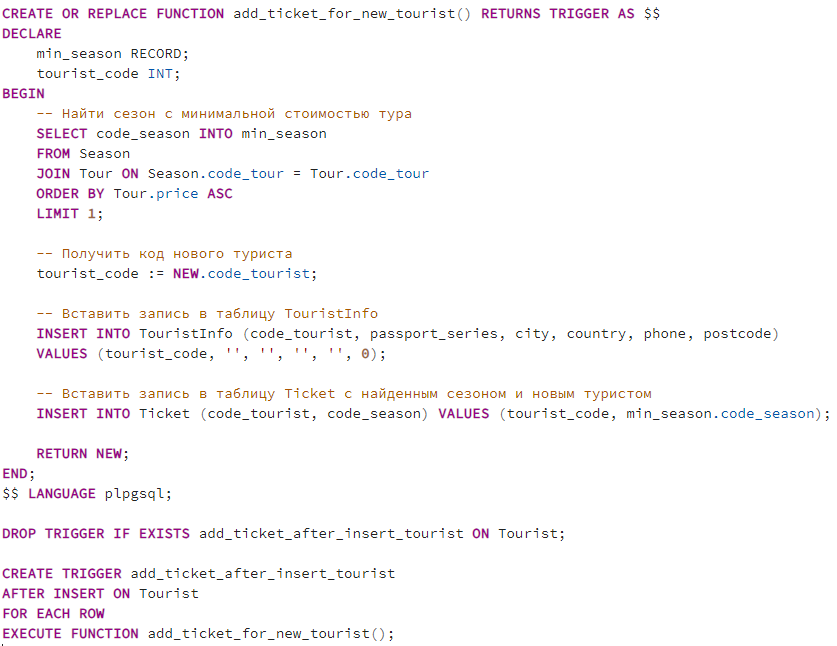 CREATE OR REPLACE FUNCTION add_ticket_for_new_tourist() RETURNS TRIGGER AS $$
DECLARE
    min_season RECORD;
    tourist_code INT;
BEGIN
    -- Найти сезон с минимальной стоимостью тура
    SELECT code_season INTO min_season
    FROM Season
    JOIN Tour ON Season.code_tour = Tour.code_tour
    ORDER BY Tour.price ASC
    LIMIT 1;

    -- Получить код нового туриста
    tourist_code := NEW.code_tourist;

    -- Вставить запись в таблицу TouristInfo
    INSERT INTO TouristInfo (code_tourist, passport_series, city, country, phone, postcode)
    VALUES (tourist_code, '', '', '', '', 0);

    -- Вставить запись в таблицу Ticket с найденным сезоном и новым туристом
    INSERT INTO Ticket (code_tourist, code_season) VALUES (tourist_code, min_season.code_season);

    RETURN NEW;
END;
$$ LANGUAGE plpgsql;

DROP TRIGGER IF EXISTS add_ticket_after_insert_tourist ON Tourist;

CREATE TRIGGER add_ticket_after_insert_tourist
AFTER INSERT ON Tourist
FOR EACH ROW
EXECUTE FUNCTION add_ticket_for_new_tourist();